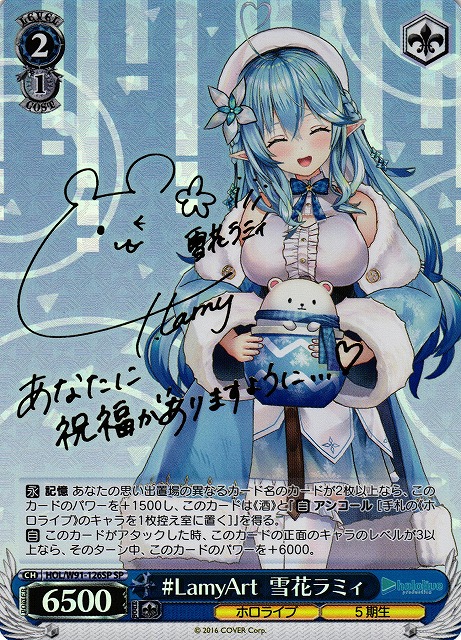 LEVEL
2
1
COST
雪花ラミィ
Lamy
あなたに
祝福がありますように…♡
永 記憶 あなたの思い出置場の異なるカード名のカードが2枚以上なら、この
カードのパワーを+1500し、このカードは《酒》と『自 アンコール [手札の《ホ
ロライブ》のキャラを1枚控え室に置く]』を得る。
自 このカードがアタックした時、このカードの正面のキャラのレベルが3以上
なら、そのターン中、このカードのパワーを+6000。
CH HOL/W91-126SP SP
POWER
6500
#LamyArt 雪花ラミィ
hololive
production
ホロライブ
5期生
© 2016 COVER Corp.